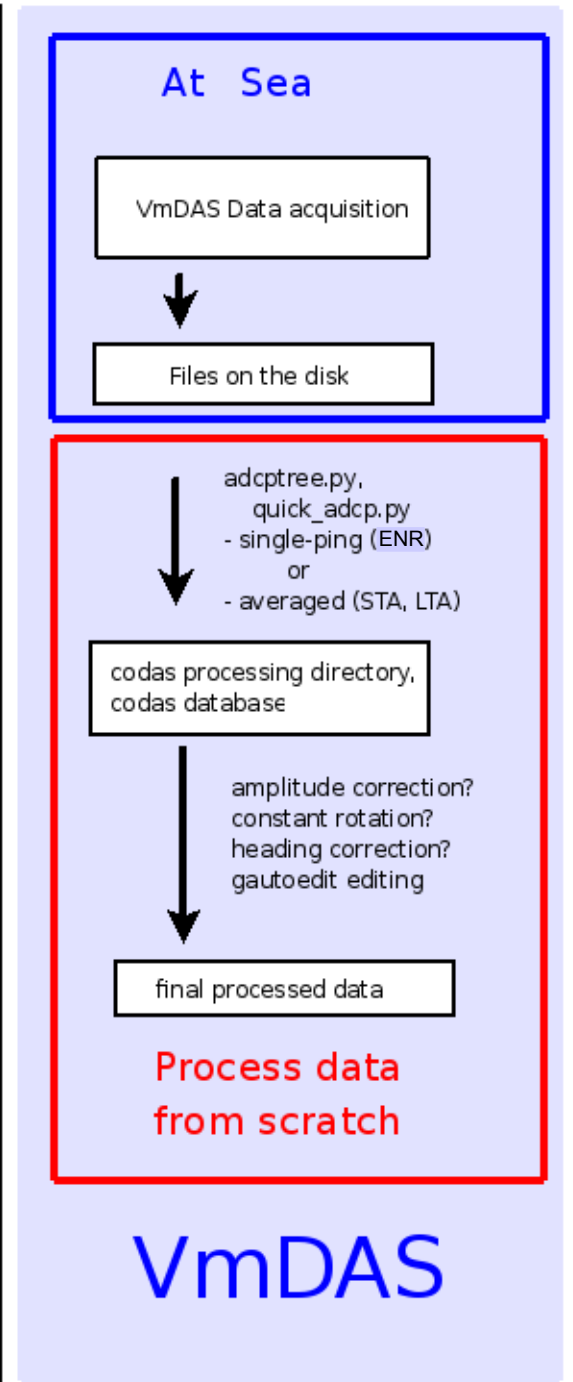 At Sea
VmDAS Data acquisition
Files on the disk
adcptree.py,
quick_adcp.py
- single-ping (ENR)
or
- averaged (STA, LTA)
codas processing directory,
codas database
amplitude correction?
constant rotation?
heading correction?
gautoedit editing
final processed data
Process data
from scratch
VmDAS